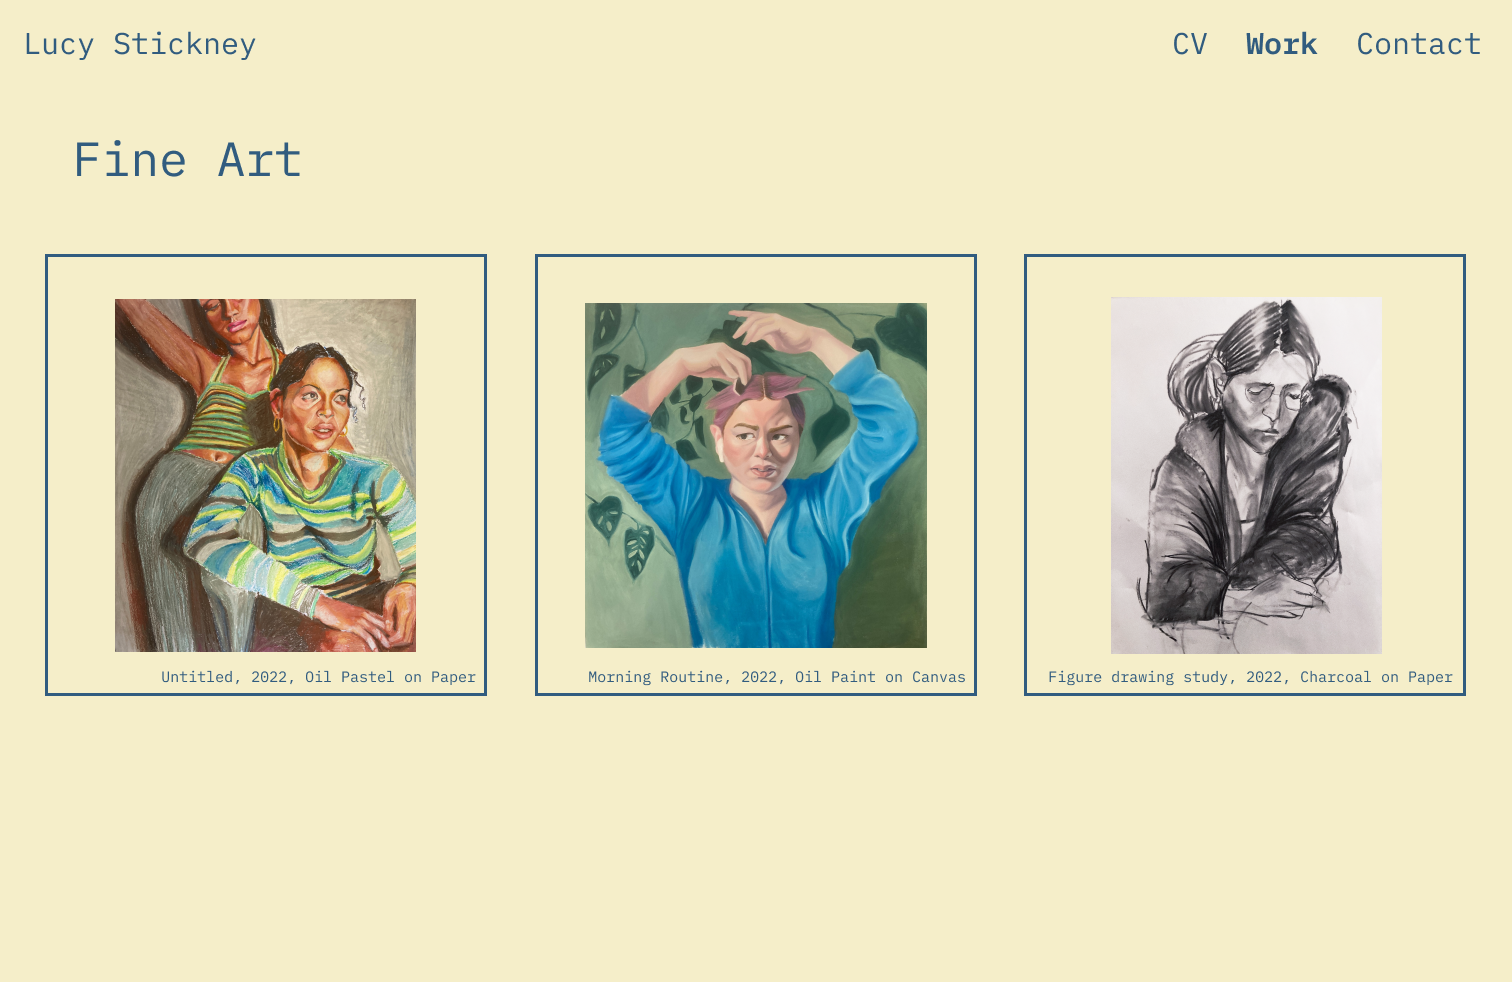 Lucy Stickney
CV Work Contact
Fine Art
Untitled, 2022, Oil Pastel on Paper
Morning Routine, 2022, Oil Paint on Canvas
Figure drawing study, 2022, Charcoal on Paper